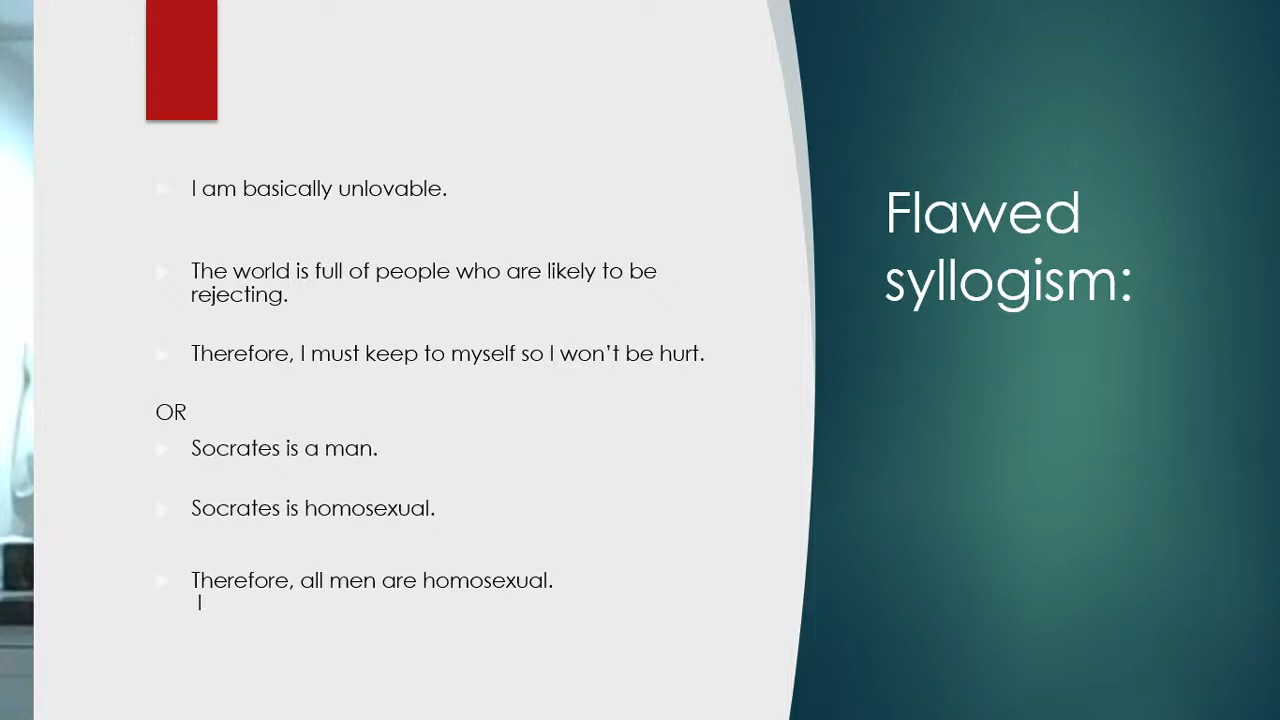 I am basically unlovable.
The world is full of people who are likely to be
rejecting.
Therefore, I must keep to myself so I won't be hurt.
OR
Socrates is a man.
Socrates is homosexual.
Therefore, all men are homosexual.
Flawed
syllogism: